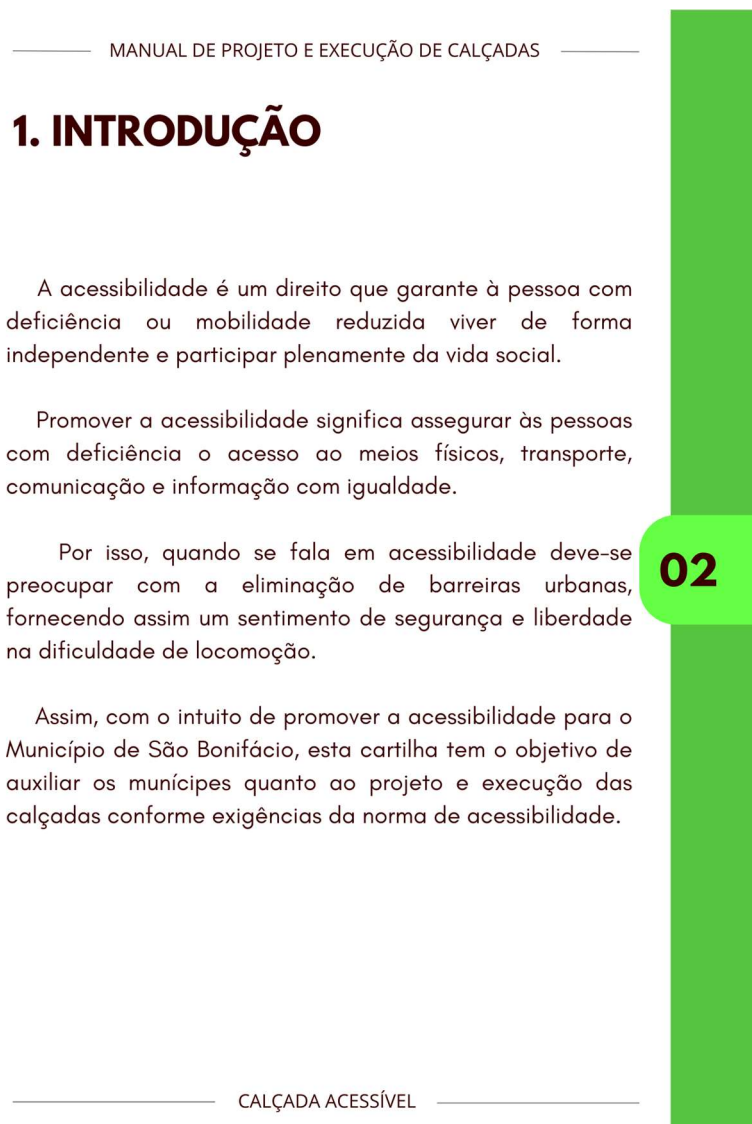 MANUAL DE PROJETO E EXECUÇÃO DE CALÇADAS
1. INTRODUÇÃO
A acessibilidade é um direito que garante à pessoa com
deficiência ou mobilidade reduzida viver de forma
independente e participar plenamente da vida social.
Promover a acessibilidade significa assegurar às pessoas
com deficiência o acesso ao meios físicos, transporte,
comunicação e informação com igualdade.
Por isso, quando se fala em acessibilidade deve-se
preocupar com a eliminação de barreiras urbanas,
fornecendo assim um sentimento de segurança e liberdade
na dificuldade de locomoção.
02
Assim, com o intuito de promover a acessibilidade para o
Município de São Bonifácio, esta cartilha tem o objetivo de
auxiliar os munícipes quanto ao projeto e execução das
calçadas conforme exigências da norma de acessibilidade.
CALÇADA ACESSÍVEL